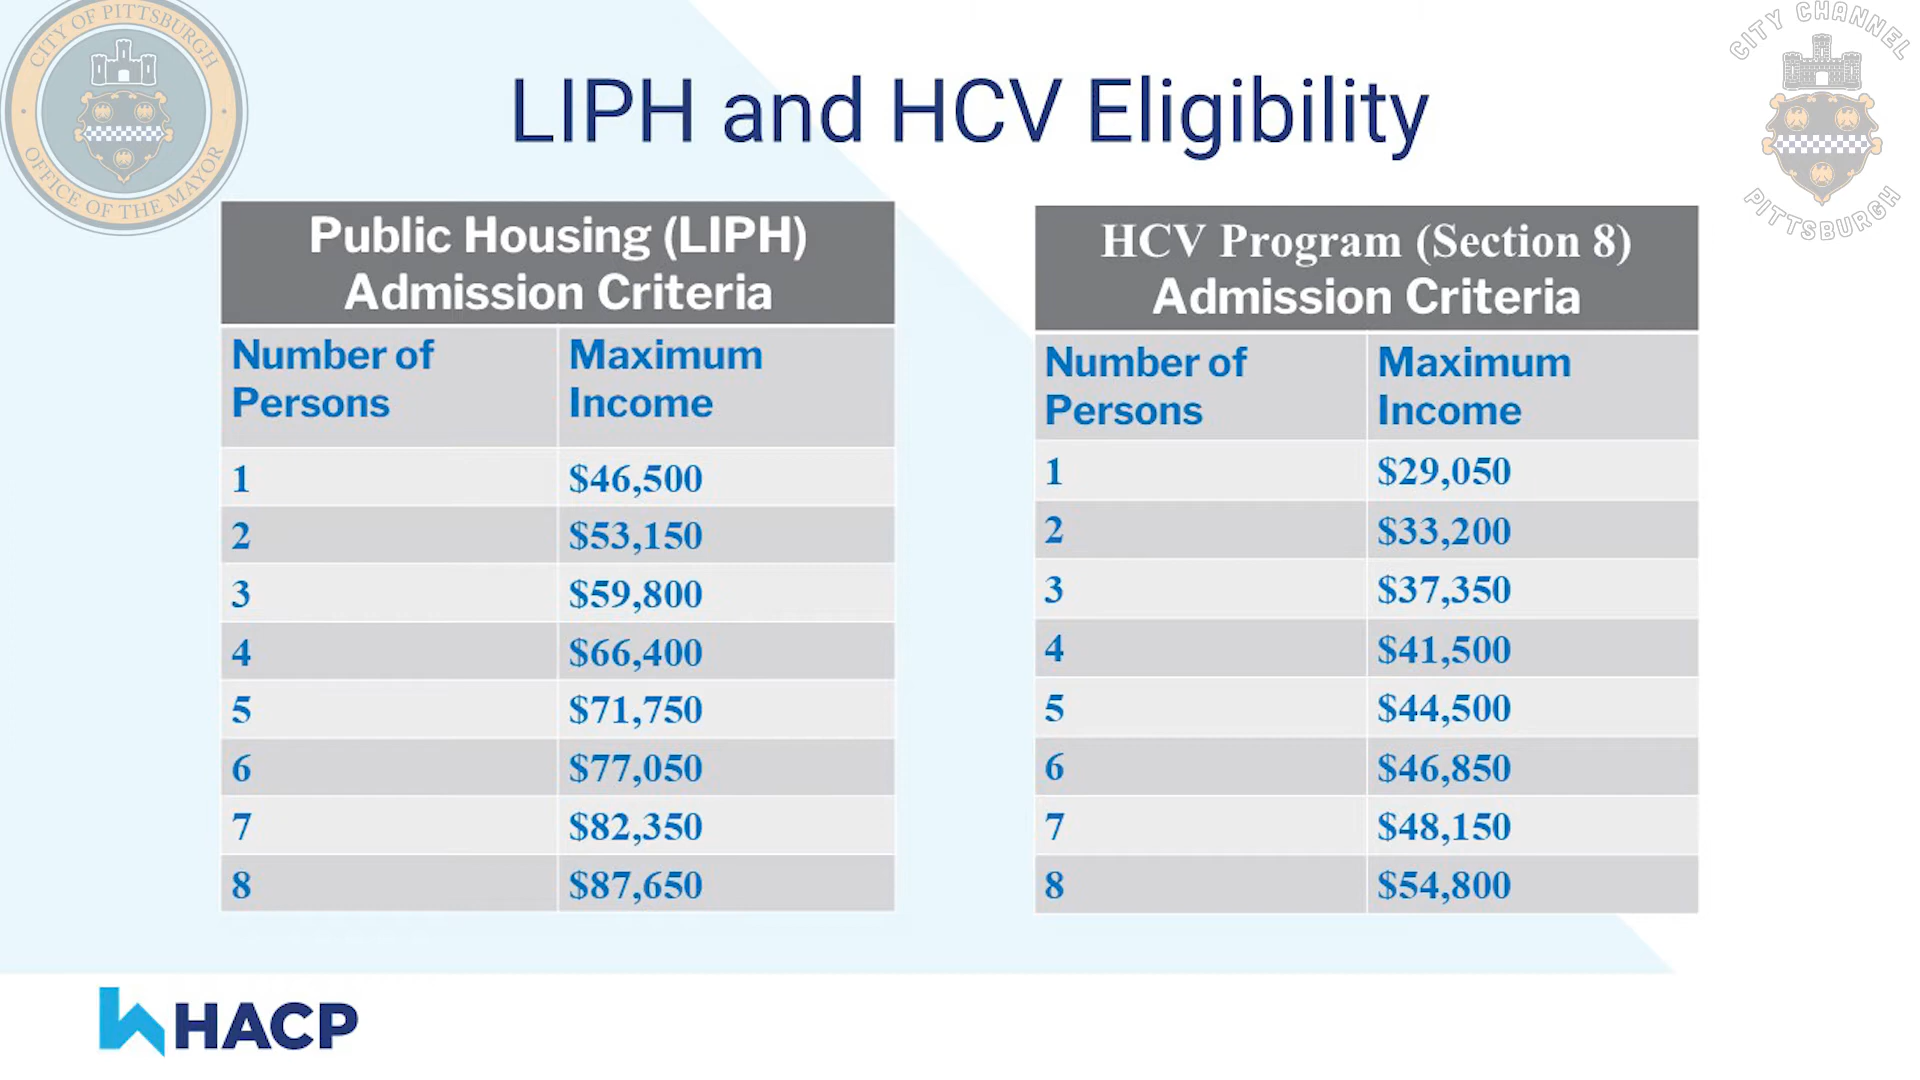 CITY OF PITTSBURGH
OFFICE OF THE MAYOR
CITY CHANNEL
PITTSBURGH
LIPH and HCV Eligibility
Public Housing (LIPH)
Admission Criteria
Number of Persons
Maximum Income
1 $46,500
2 $53,150
3 $59,800
4 $66,400
5 $71,750
6 $77,050
7 $82,350
8 $87,650
HCV Program (Section 8)
Admission Criteria
Number of Persons
Maximum Income
1 $29,050
2 $33,200
3 $37,350
4 $41,500
5 $44,500
6 $46,850
7 $48,150
8 $54,800
HACP